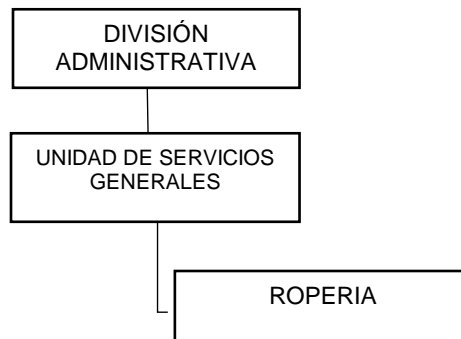 DIVISIÓN
ADMINISTRATIVA
UNIDAD DE SERVICIOS
GENERALES
ROPERIA